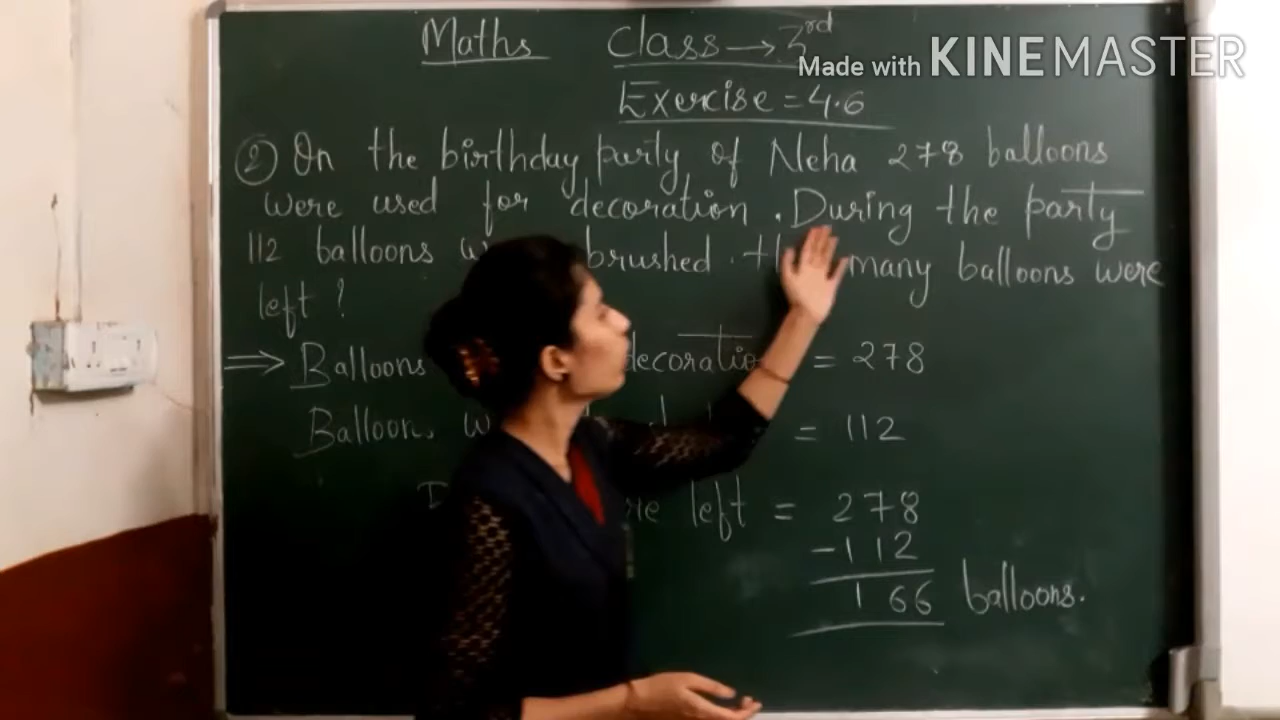 Maths Class → 3rd
Made with KINEMASTER
Exercise = 4.6
② On the birthday party of Neha 278 balloons
were used for decoration . During the party
112 balloons brushed . many balloons were
left ?
⇒ Balloons decoration = 278
Balloons = 112
left = 278
-112
166 balloons.